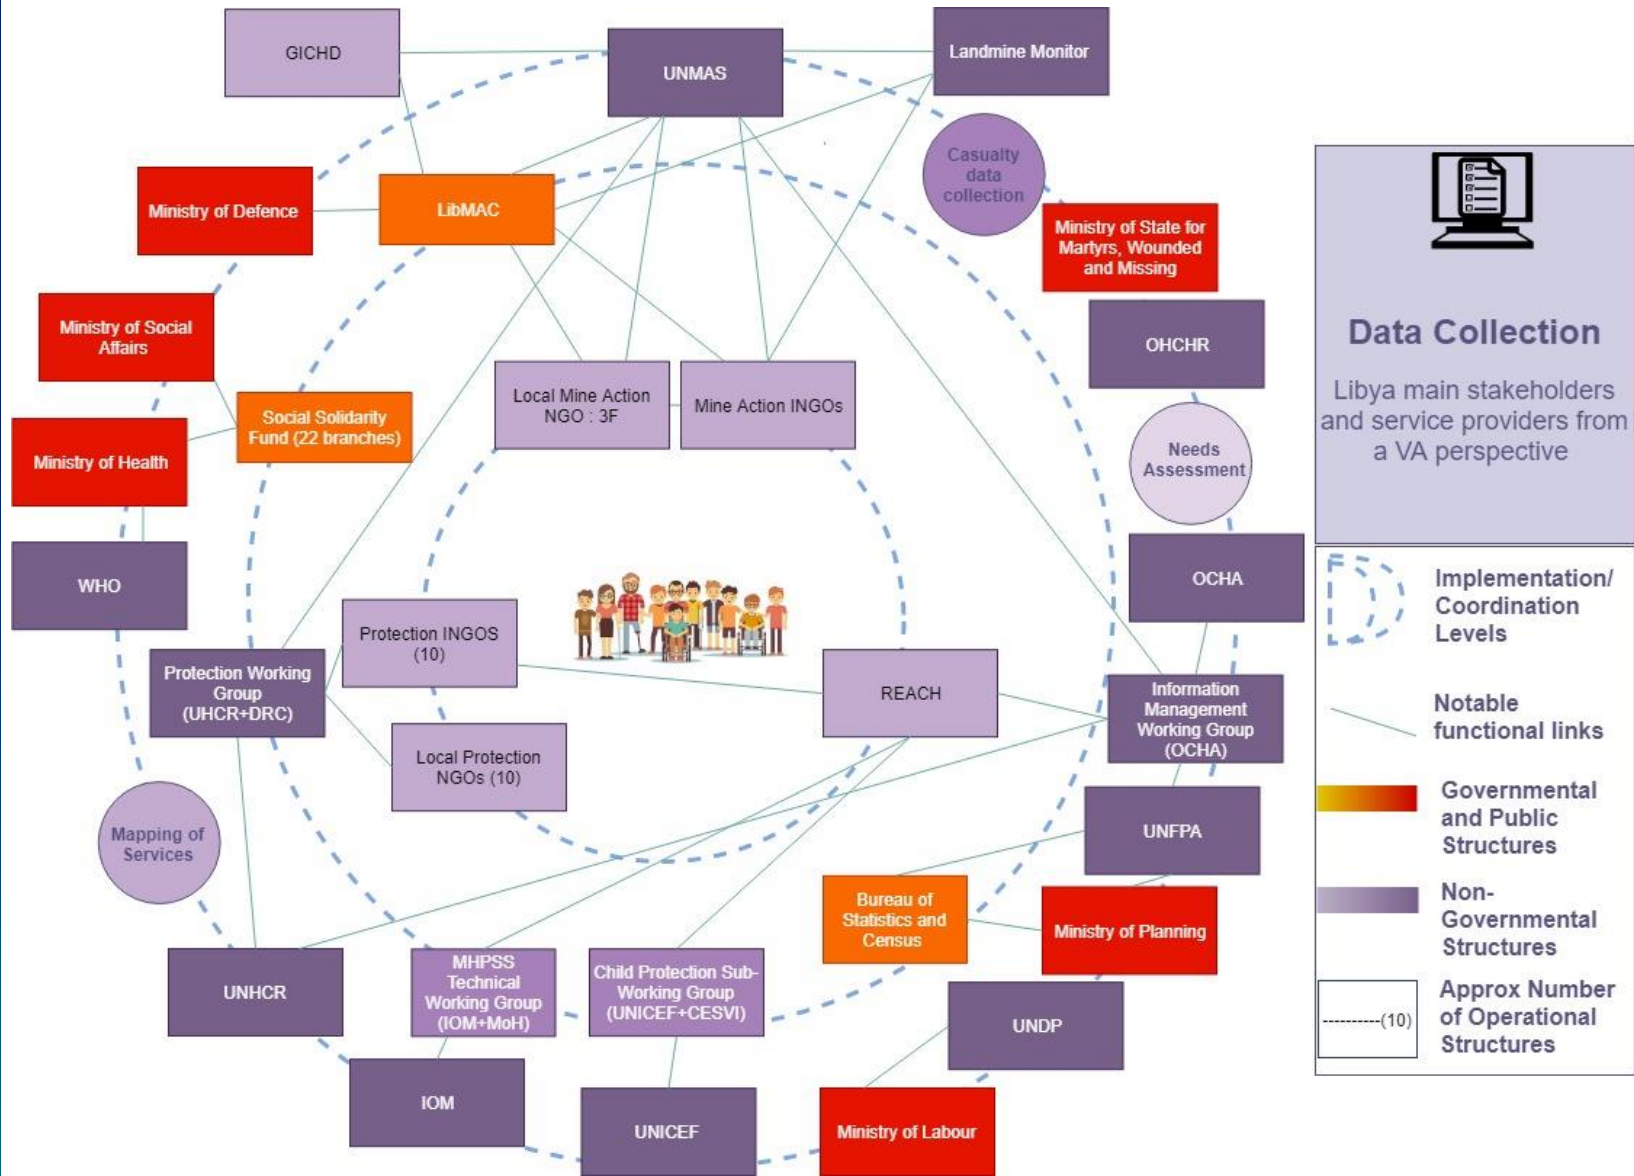 GICHD
UNMAS
Landmine Monitor
Casualty
data
collection
Ministry of Defence
LibMAC
Ministry of State for
Martyrs, Wounded
and Missing
Ministry of Social
Affairs
OHCHR
Local Mine Action
NGO : 3F
Mine Action INGOs
Social Solidarity
Fund (22 branches)
Ministry of Health
Needs
Assessment
WHO
OCHA
Protection INGOS
(10)
Protection Working
Group
(UHCR+DRC)
REACH
Information
Management
Working Group
(OCHA)
Local Protection
NGOs (10)
Mapping of
Services
UNFPA
Bureau of
Statistics and
Census
Ministry of Planning
UNHCR
MHPSS
Technical
Working Group
(IOM+MoH)
Child Protection Sub-
Working Group
(UNICEF+CESVI)
UNDP
IOM
UNICEF
Ministry of Labour
Data Collection
Libya main stakeholders
and service providers from
a VA perspective
Implementation/
Coordination
Levels
Notable
functional links
Governmental
and Public
Structures
Non-
Governmental
Structures
----------(10)
Approx Number
of Operational
Structures